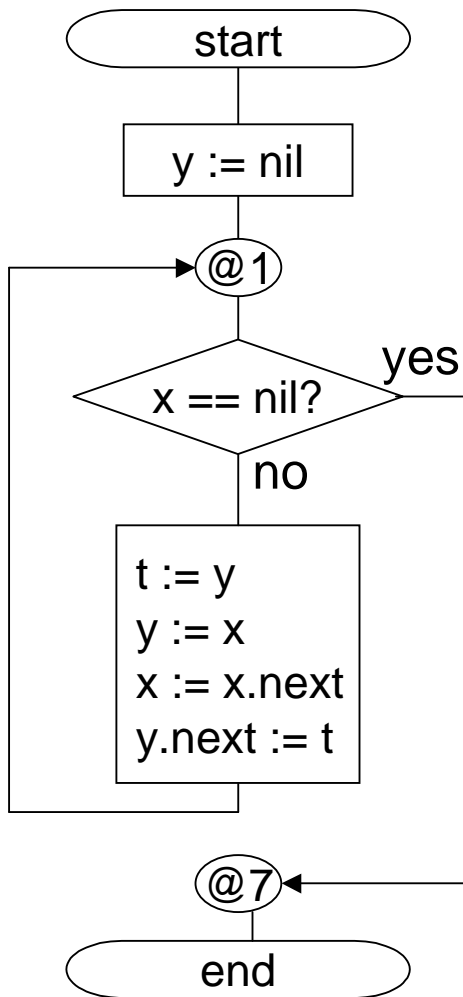 start
y := nil
@1
yes
x == nil?
no
t := y
y := x
x := x.next
y.next := t
@7
end